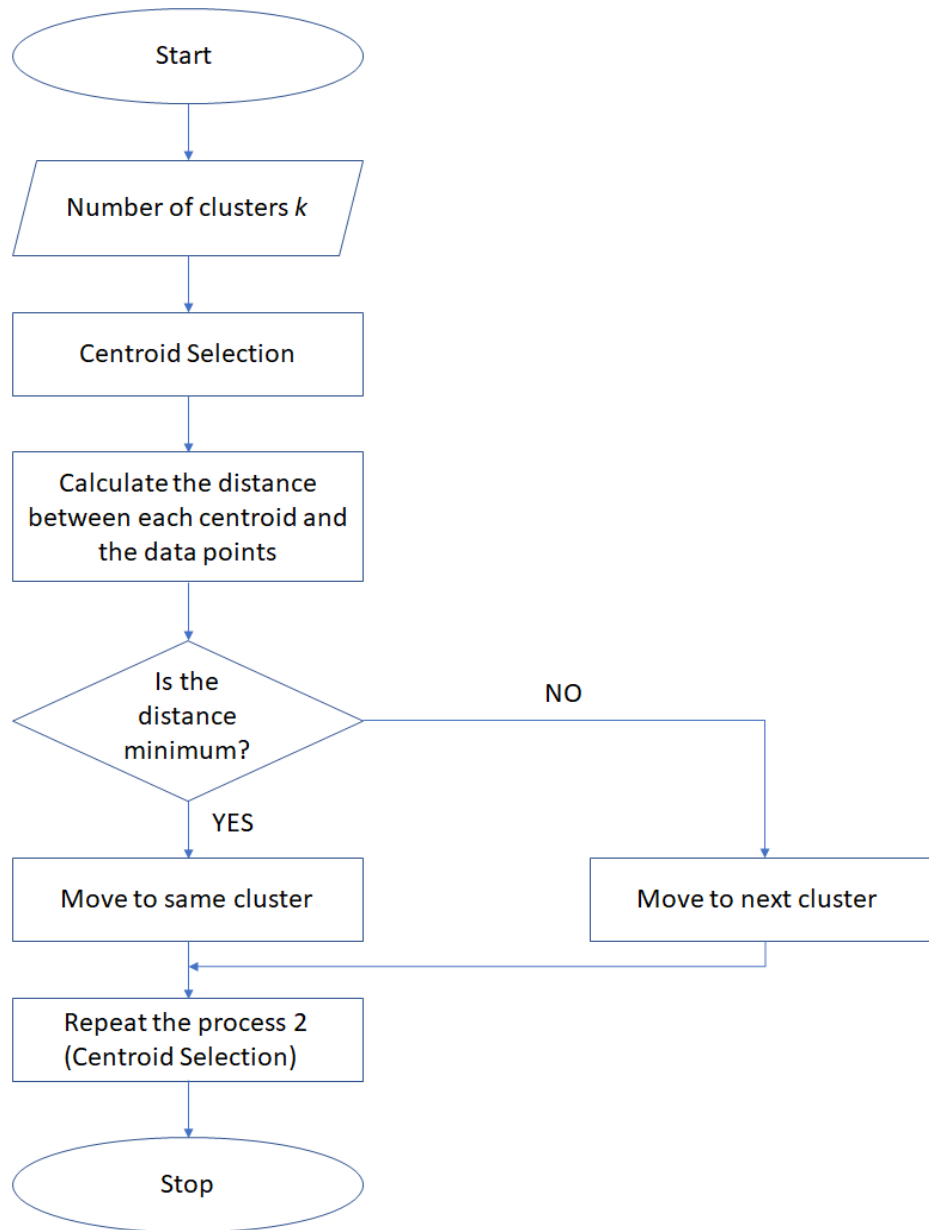 Start
Number of clusters k
Centroid Selection
Calculate the distance
between each centroid and
the data points
Is the
distance
minimum?
NO
YES
Move to same cluster
Move to next cluster
Repeat the process 2
(Centroid Selection)
Stop